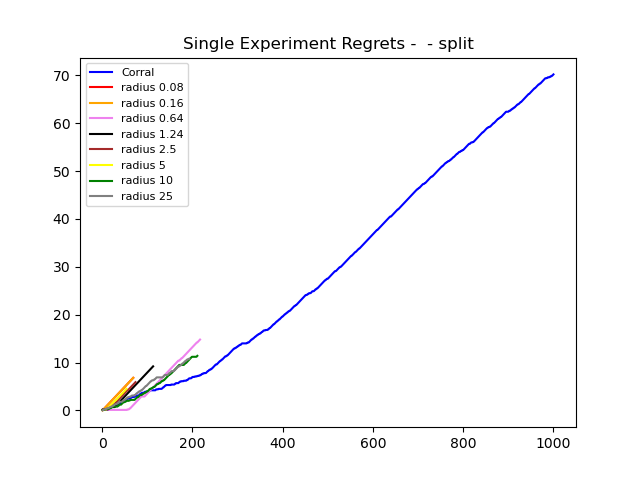 Single Experiment Regrets -  - split
70
60
50
40
30
20
10
0
Corral
radius 0.08
radius 0.16
radius 0.64
radius 1.24
radius 2.5
radius 5
radius 10
radius 25
0 200 400 600 800 1000